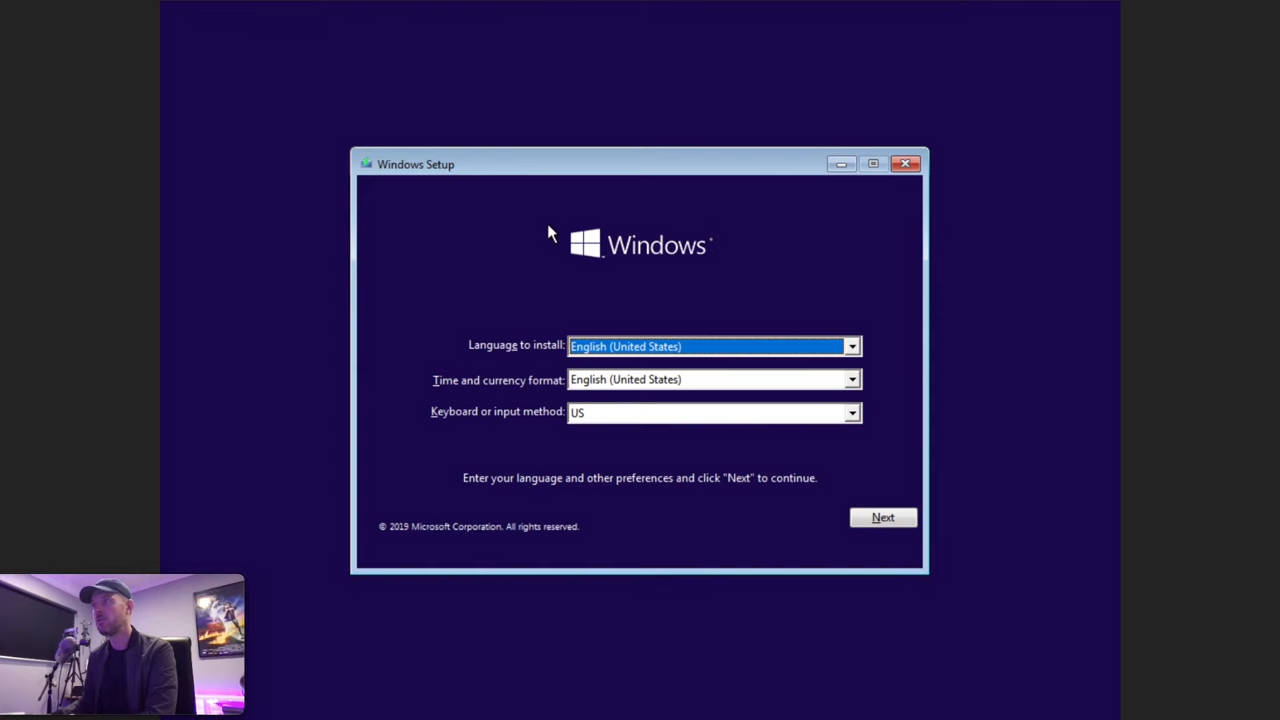 Windows Setup
Windows
Language to install: English (United States)
Time and currency format: English (United States)
Keyboard or input method: US
Enter your language and other preferences and click "Next" to continue.
Next
© 2019 Microsoft Corporation. All rights reserved.